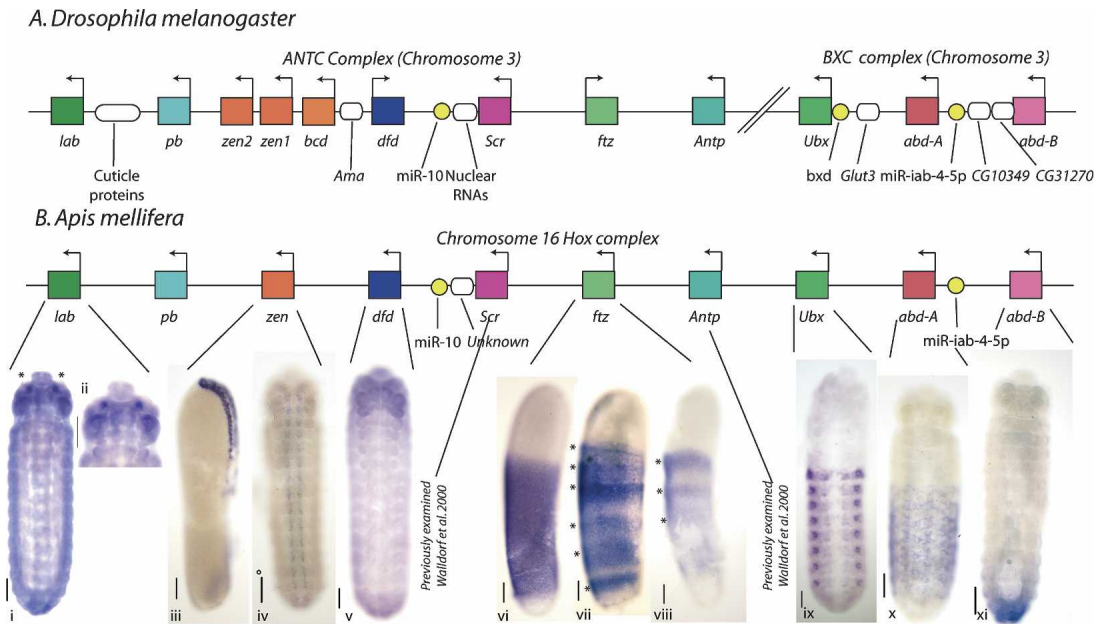 A. Drosophila melanogaster
ANTC Complex (Chromosome 3)
BXC complex (Chromosome 3)
lab
pb
zen2
zen1
bcd
dfd
Scr
ftz
Antp
Ubx
abd-A
abd-B
Cuticle
proteins
Ama
miR-10
Nuclear
RNAs
bxd
Glut3
miR-iab-4-5p
CG10349
CG31270
B. Apis mellifera
Chromosome 16 Hox complex
lab
pb
zen
dfd
Scr
ftz
Antp
Ubx
abd-A
abd-B
miR-10
Unknown
miR-iab-4-5p
* *
ii
Previously examined
Walldorf et al. 2000
*
*
*
*
*
*
*
*
*
Previously examined
Walldorf et al. 2000
i
iii
iv
v
vi
vii
viii
ix
x
xi